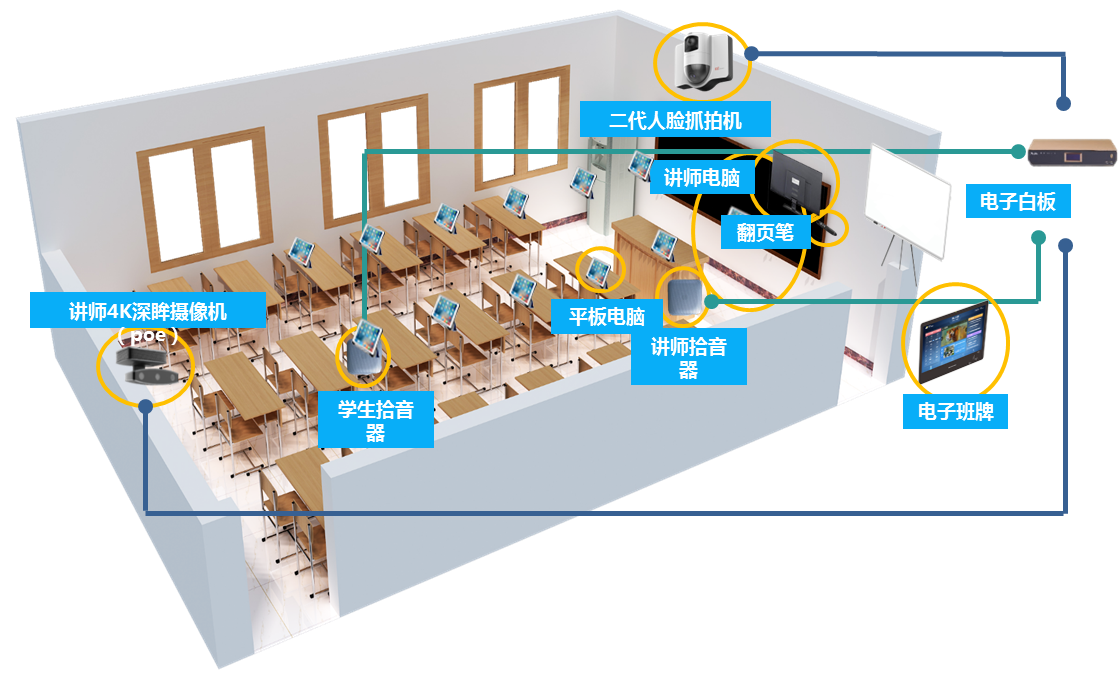 二代人脸抓拍机
讲师电脑
电子白板
翻页笔
讲师4K深眸摄像机
（poe）
平板电脑
讲师拾音
器
学生拾音
器
电子班牌